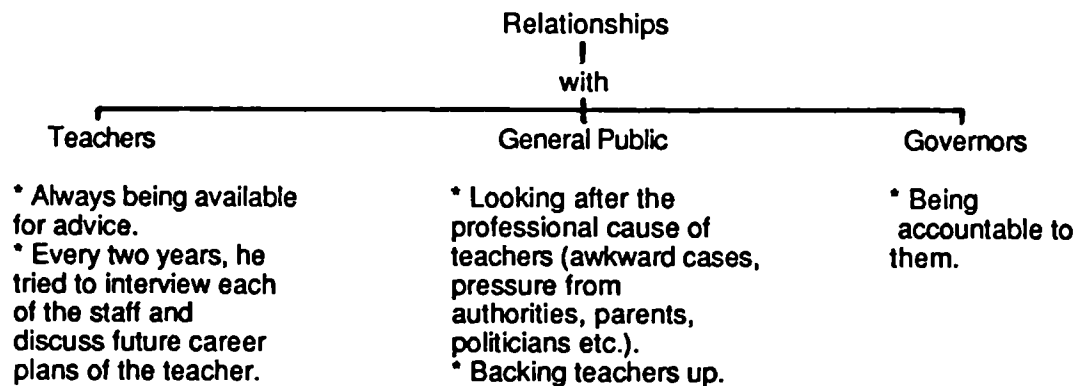 Relationships
with
Teachers
General Public
Governors
* Always being available
for advice.
* Every two years, he
tried to interview each
of the staff and
discuss future career
plans of the teacher.
* Looking after the
professional cause of
teachers (awkward cases,
pressure from
authorities, parents,
politicians etc.).
* Backing teachers up.
* Being
accountable to
them.